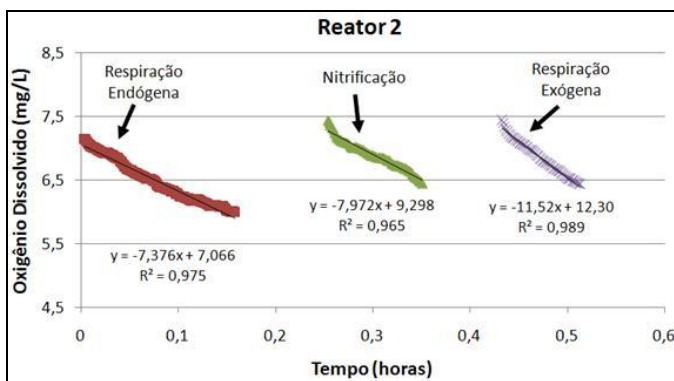 Reator 2
Oxigênio Dissolvido (mg/L)
8,5
7,5
6,5
5,5
4,5
Respiração
Endógena
Nitrificação
Respiração
Exógena
y = -7,376x + 7,066
R² = 0,975
y = -7,972x + 9,298
R² = 0,965
y = -11,52x + 12,30
R² = 0,989
0
0,1
0,2
0,3
0,4
0,5
0,6
Tempo (horas)